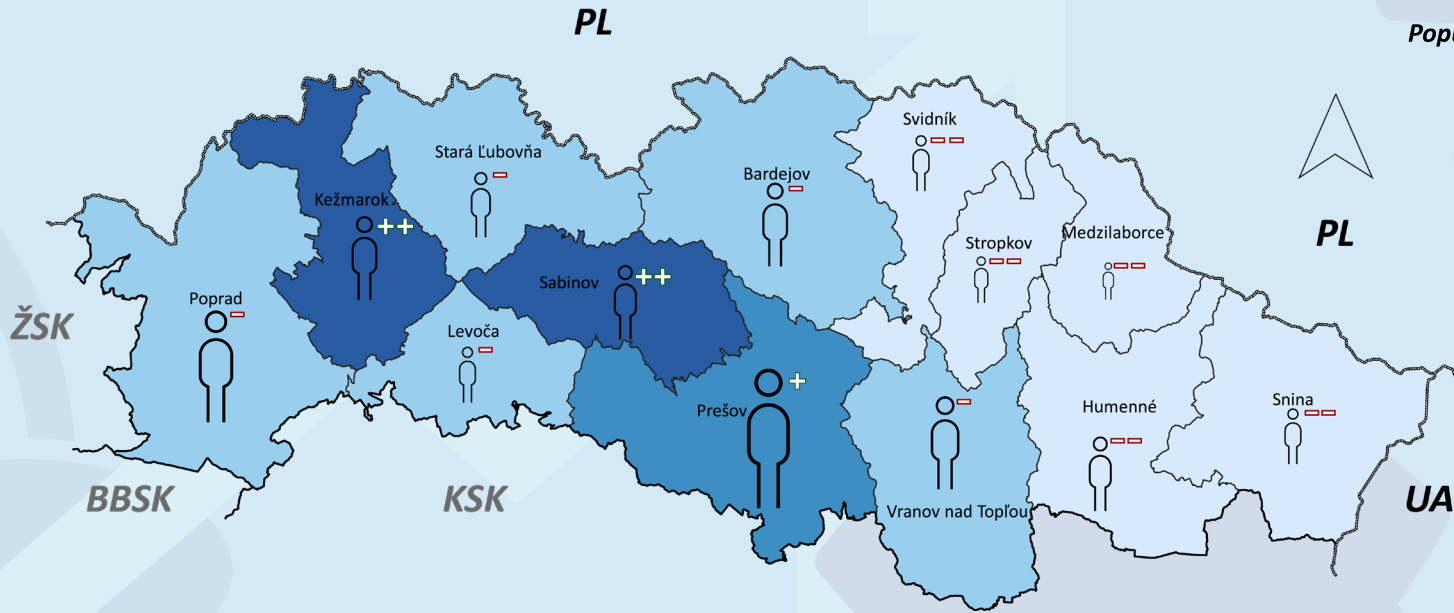 PL
Svidník
Stará Ľubovňa
Bardejov
Kežmarok
Stropkov
Medzilaborce
PL
Sabinov
Poprad
ŽSK
Levoča
Prešov
Humenné
Snina
BBSK
KSK
UA
Vranov nad Topľou